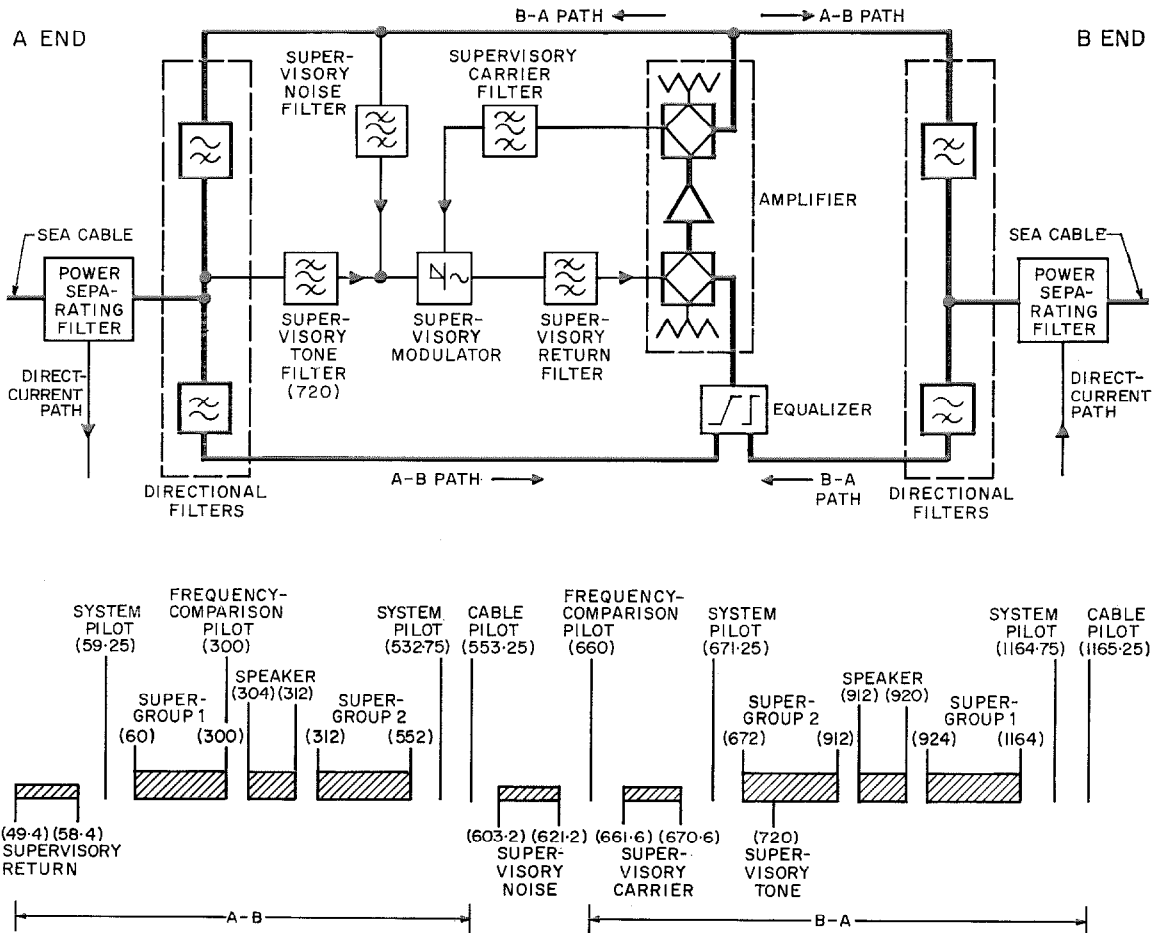 A END
B-A PATH
A-B PATH
B END
SUPER-
VISORY
NOISE
FILTER
SUPERVISORY
CARRIER
FILTER
AMPLIFIER
SEA CABLE
POWER
SEPA-
RATING
FILTER
DIRECT-
CURRENT
PATH
SUPER-
VISORY
TONE
FILTER
(720)
SUPER-
VISORY
MODULATOR
SUPER-
VISORY
RETURN
FILTER
EQUALIZER
SEA CABLE
POWER
SEPA-
RATING
FILTER
DIRECT-
CURRENT
PATH
A-B PATH
B-A
PATH
DIRECTIONAL
FILTERS
DIRECTIONAL
FILTERS
SYSTEM
PILOT
(59·25)
FREQUENCY-
COMPARISON
PILOT
(300)
SYSTEM
PILOT
(532·75)
CABLE
PILOT
(553·25)
FREQUENCY-
COMPARISON
PILOT
(660)
SYSTEM
PILOT
(671·25)
SYSTEM
PILOT
(1164·75)
CABLE
PILOT
(1165·25)
SUPER-
GROUP 1
(60) (300)
SPEAKER
(304) (312)
SUPER-
GROUP 2
(312) (552)
SUPER-
GROUP 2
(672) (912)
SPEAKER
(912) (920)
SUPER-
GROUP 1
(924) (1164)
(49·4) (58·4)
SUPERVISORY
RETURN
(603·2) (621·2)
SUPER-
VISORY
NOISE
(661·6) (670·6)
SUPER-
VISORY
CARRIER
(720)
SUPER-
VISORY
TONE
A-B
B-A